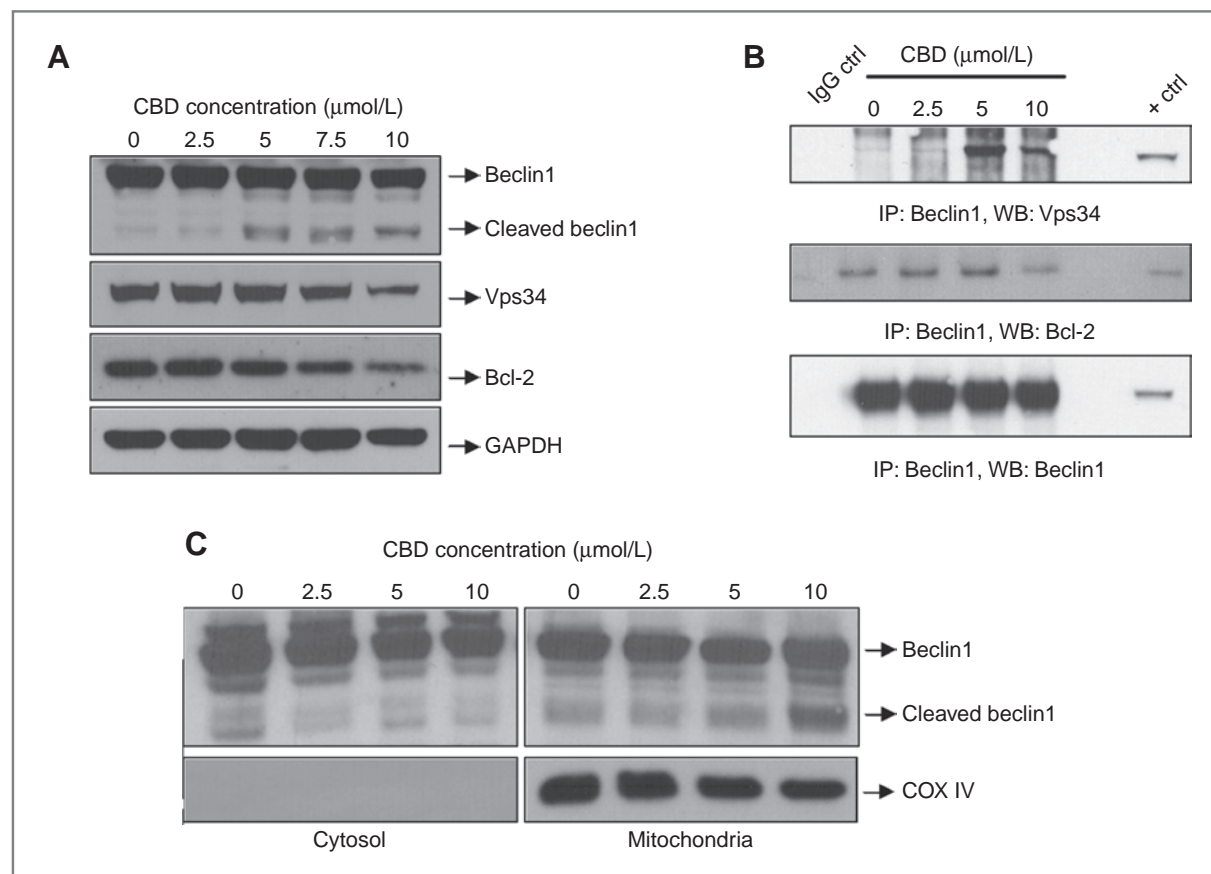 A
CBD concentration (μmol/L)
0 2.5 5 7.5 10
Beclin1
Cleaved beclin1
Vps34
Bcl-2
GAPDH
B
IgG ctrl
CBD (μmol/L)
0 2.5 5 10
+ ctrl
IP: Beclin1, WB: Vps34
IP: Beclin1, WB: Bcl-2
IP: Beclin1, WB: Beclin1
C
CBD concentration (μmol/L)
0 2.5 5 10 0 2.5 5 10
Beclin1
Cleaved beclin1
COX IV
Cytosol Mitochondria